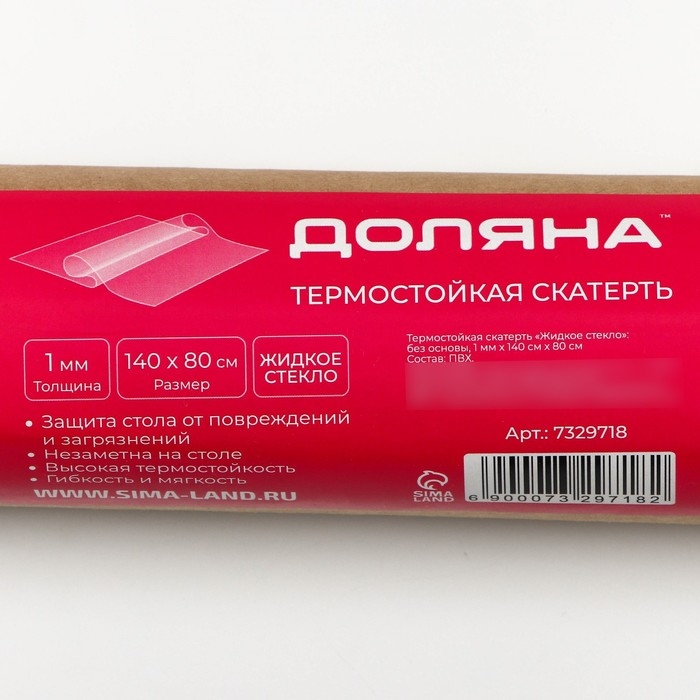 ДОЛЯНА™
ТЕРМОСТОЙКАЯ СКАТЕРТЬ
1 мм
Толщина
140 х 80 см
Размер
ЖИДКОЕ
СТЕКЛО
Термостойкая скатерть «Жидкое стекло»:
без основы, 1 мм х 140 см х 80 см
Состав: ПВХ.
• Защита стола от повреждений
и загрязнений
• Незаметна на столе
• Высокая термостойкость
• Гибкость и мягкость
WWW.SIMA-LAND.RU
Арт.: 7329718
SIMA
LAND
6 900073 297182